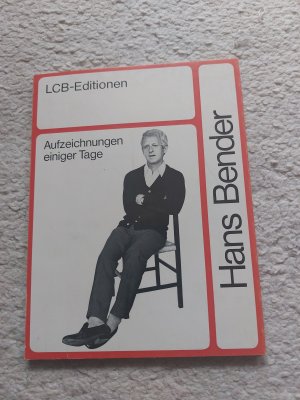 LCB-Editionen
Aufzeichnungen
einiger Tage
Hans Bender